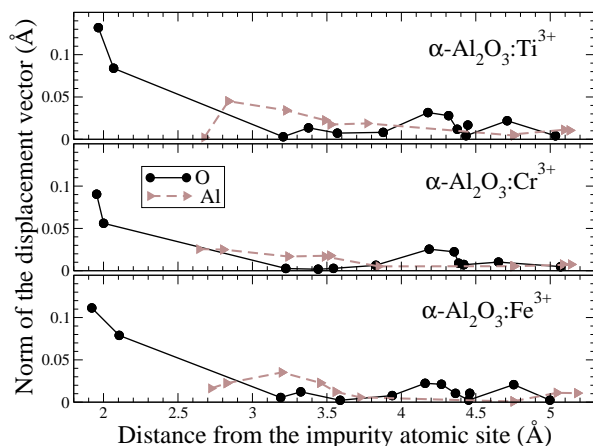 Norm of the displacement vector (Å)
0.15
0.1
0.05
0
α-Al₂O₃:Ti³⁺
0.1
0.05
0
O
Al
α-Al₂O₃:Cr³⁺
0.1
0.05
0
α-Al₂O₃:Fe³⁺
2 2.5 3 3.5 4 4.5 5
Distance from the impurity atomic site (Å)